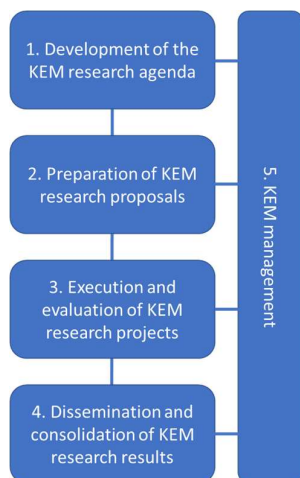 1. Development of the
KEM research agenda
2. Preparation of KEM
research proposals
3. Execution and
evaluation of KEM
research projects
4. Dissemination and
consolidation of KEM
research results
5. KEM management